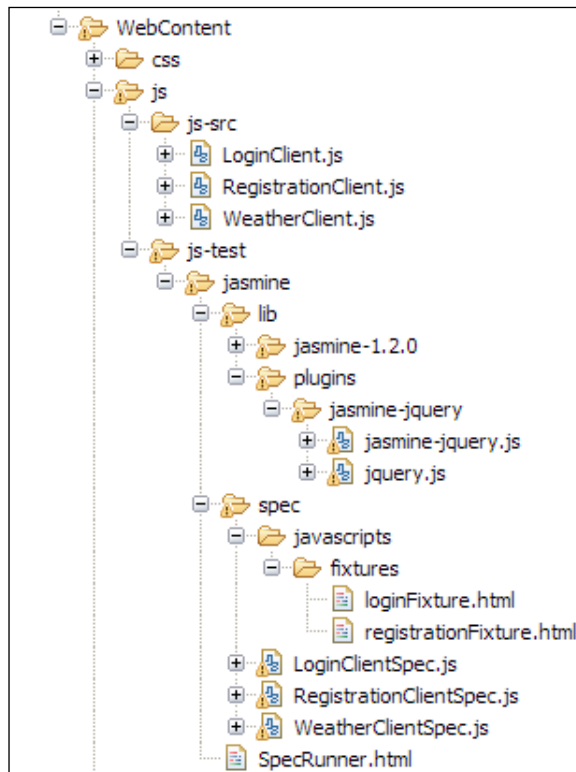 WebContent
css
js
js-src
LoginClient.js
RegistrationClient.js
WeatherClient.js
js-test
jasmine
lib
jasmine-1.2.0
plugins
jasmine-jquery
jasmine-jquery.js
jquery.js
spec
javascripts
fixtures
loginFixture.html
registrationFixture.html
LoginClientSpec.js
RegistrationClientSpec.js
WeatherClientSpec.js
SpecRunner.html